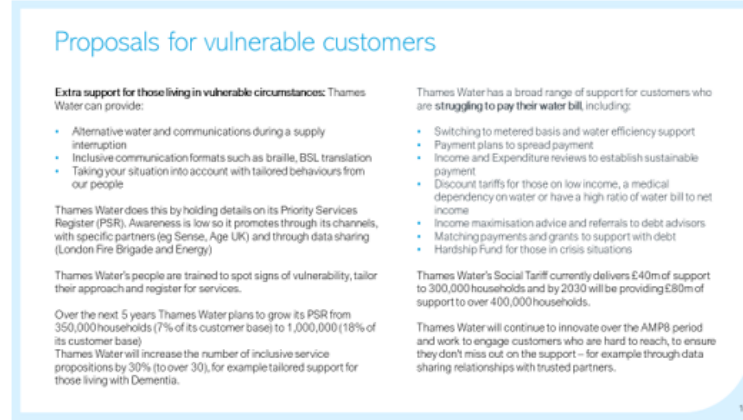 Proposals for vulnerable customers
Extra support for those living in vulnerable circumstances: Thames
Water can provide:
• Alternative water and communications during a supply
interruption
• Inclusive communication formats such as braille, BSL translation
• Taking your situation into account with tailored behaviours from
our people
Thames Water does this by holding details on its Priority Services
Register (PSR). Awareness is low so it promotes through its channels,
with specific partners (eg Sense, Age UK) and through data sharing
(London Fire Brigade and Energy)
Thames Water's people are trained to spot signs of vulnerability, tailor
their approach and register for services.
Over the next 5 years Thames Water plans to grow its PSR from
350,000 households (7% of its customer base) to 1,000,000 (18% of
its customer base)
Thames Water will increase the number of inclusive service
propositions by 30% (to over 30), for example tailored support for
those living with Dementia.
Thames Water has a broad range of support for customers who
are struggling to pay their water bill, including:
• Switching to metered basis and water efficiency support
• Payment plans to spread payment
• Income and Expenditure reviews to establish sustainable
payment
• Discount tariffs for those on low income, a medical
dependency on water or have a high ratio of water bill to net
income
• Income maximisation advice and referrals to debt advisors
• Matching payments and grants to support with debt
• Hardship Fund for those in crisis situations
Thames Water's Social Tariff currently delivers £40m of support
to 300,000 households and by 2030 will be providing £80m of
support to over 400,000 households.
Thames Water will continue to innovate over the AMP8 period
and work to engage customers who are hard to reach, to ensure
they don't miss out on the support – for example through data
sharing relationships with trusted partners.